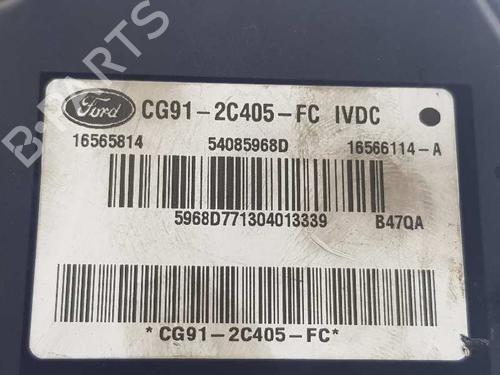 B-PARTS
Ford CG91-2C405-FC IVDC
16565814 54085968D 16566114-A
5968D771304013339 B47QA
*CG91-2C405-FC*